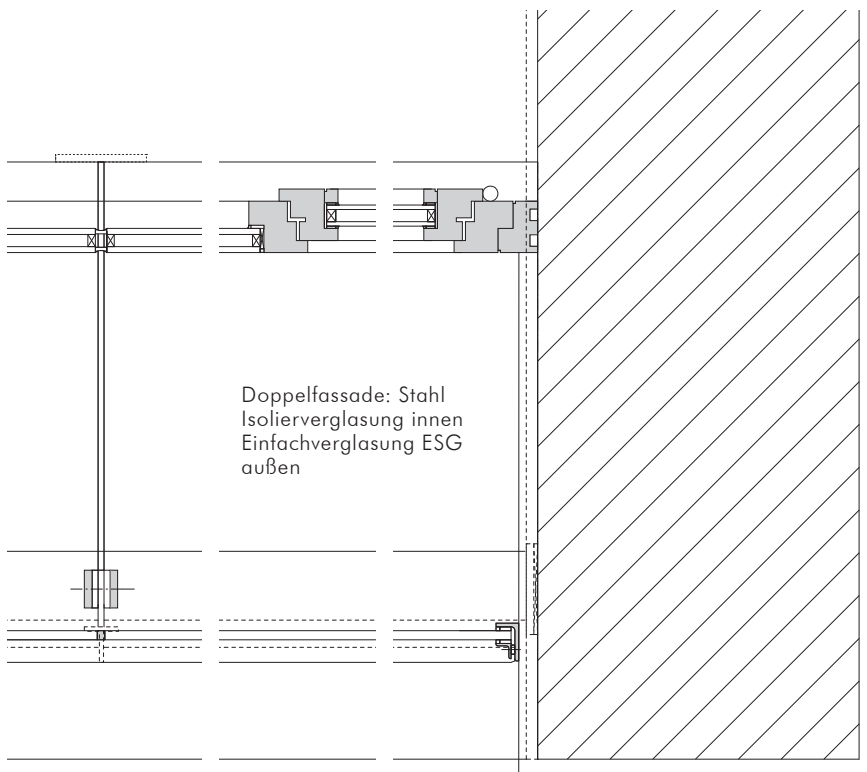 Doppelfassade: Stahl
Isolierverglasung innen
Einfachverglasung ESG
außen